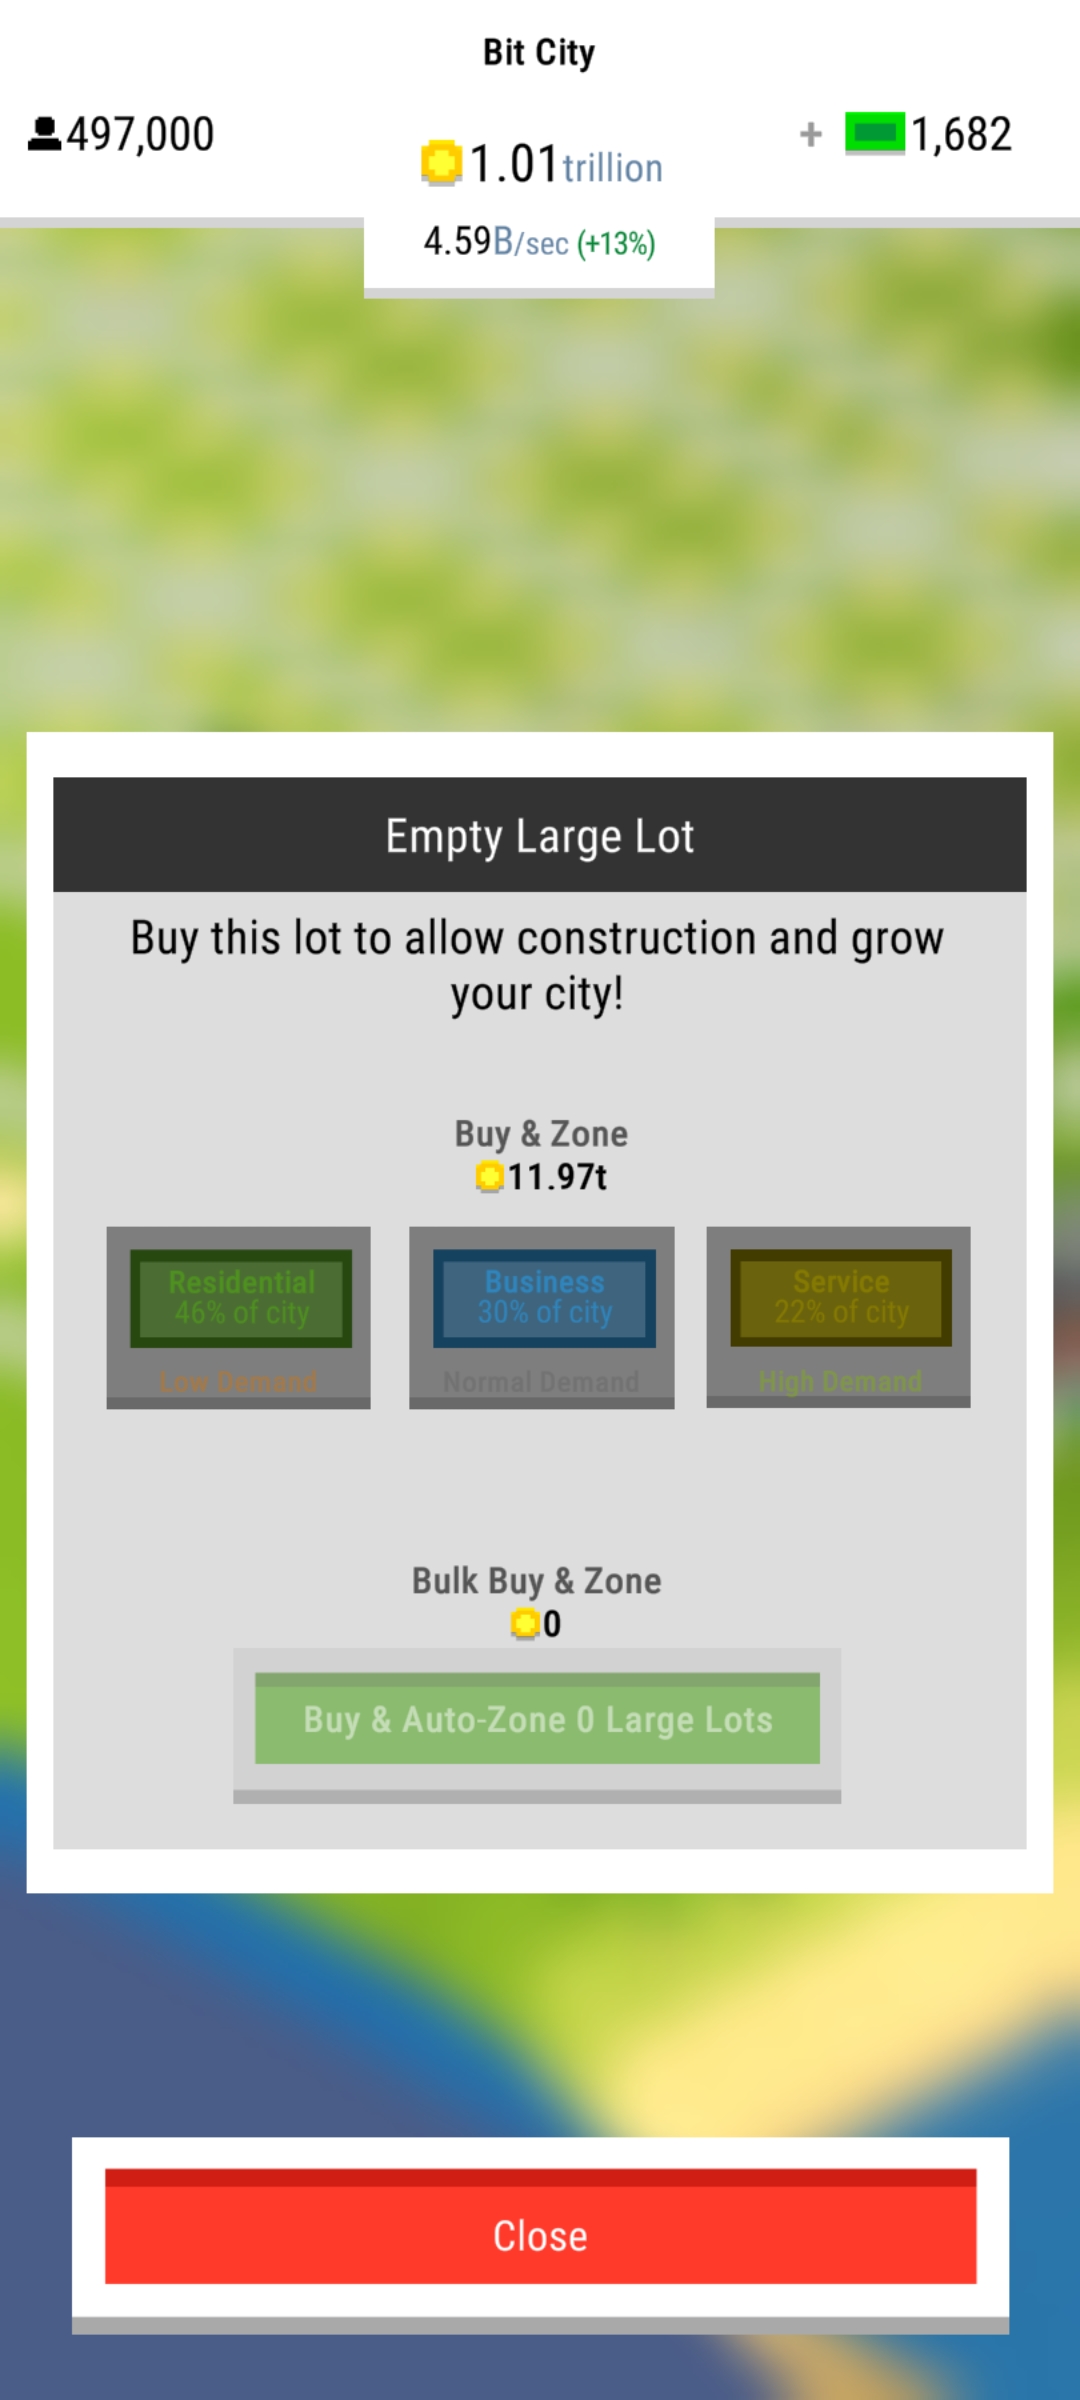 Bit City
497,000
1.01trillion
+ 1,682
4.59B/sec (+13%)
Empty Large Lot
Buy this lot to allow construction and grow
your city!
Buy & Zone
11.97t
Residential
46% of city
Low Demand
Business
30% of city
Normal Demand
Service
22% of city
High Demand
Bulk Buy & Zone
0
Buy & Auto-Zone 0 Large Lots
Close